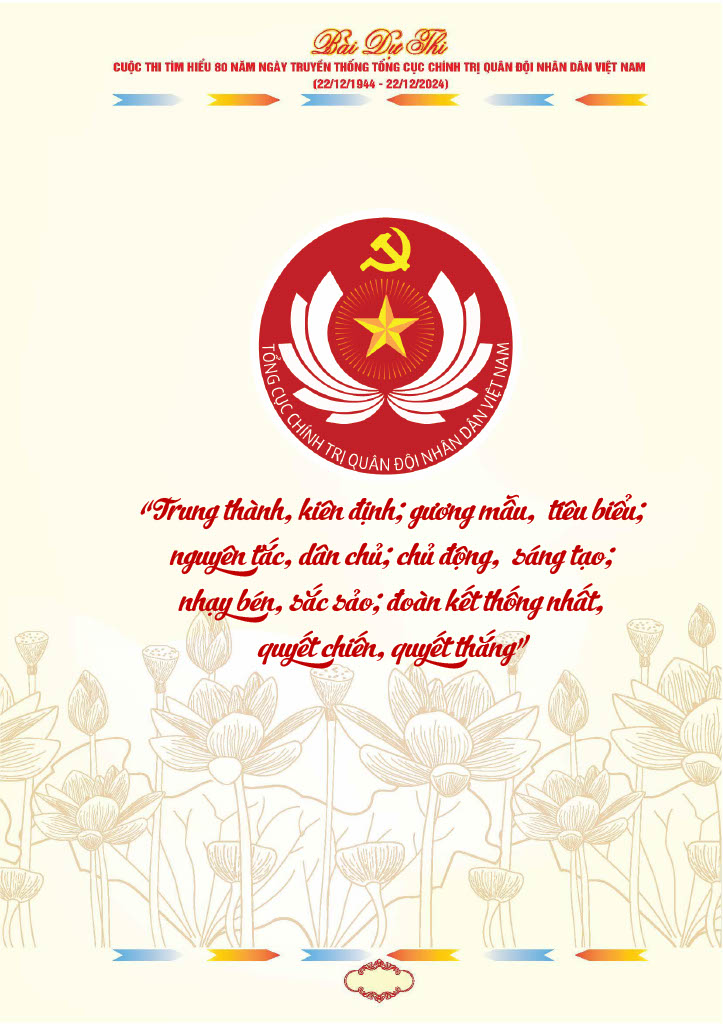 Bài Dự Thi
CUỘC THI TÌM HIỂU 80 NĂM NGÀY TRUYỀN THỐNG TỔNG CỤC CHÍNH TRỊ QUÂN ĐỘI NHÂN DÂN VIỆT NAM
(22/12/1944 - 22/12/2024)
TỔNG CỤC CHÍNH TRỊ QUÂN ĐỘI NHÂN DÂN VIỆT NAM
“Trung thành, kiên định; gương mẫu, tiêu biểu;
nguyên tắc, dân chủ; chủ động, sáng tạo;
nhạy bén, sắc sảo; đoàn kết thống nhất,
quyết chiến, quyết thắng”